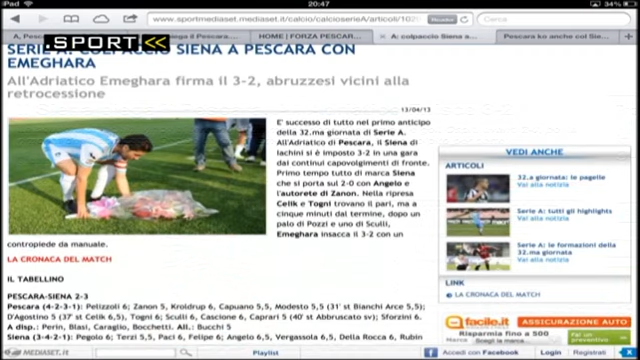 iPad 20:47 34%
www.sportmediaset.mediaset.it/calcio/calcioseriea/articoli/102 Google
A, Pescara nga il Pesca HOME | FORZA PESCAR A: colpaccio Siena a Pescara ko anche col Sie
.SPORT
SERIE A: COLPACCIO SIENA A PESCARA CON
EMEGHARA
All'Adriatico Emeghara firma il 3-2, abruzzesi vicini alla
retrocessione
13/04/13
E' successo di tutto nel primo anticipo
della 32.ma giornata di Serie A.
All'Adriatico di Pescara, il Siena di
Iachini si è imposto 3-2 in una gara
dai continui capovolgimenti di fronte.
Primo tempo tutto di marca Siena
che si porta sul 2-0 con Angelo e
l'autorete di Zanon. Nella ripresa
Celik e Togni trovano il pari, ma a
cinque minuti dal termine, dopo un
palo di Pozzi e uno di Sculli,
Emeghara insacca il 3-2 con un
contropiede da manuale.
LA CRONACA DEL MATCH
IL TABELLINO
PESCARA-SIENA 2-3
Pescara (4-2-3-1): Pelizzoli 6; Zanon 5, Kroldrup 6, Capuano 5,5, Modesto 5,5 (31' st Bianchi Arce 5,5);
D'Agostino 5 (37' st Celik 6,5), Togni 6; Sculli 6, Cascione 6, Caprari 5 (40' st Abbruscato sv); Sforzini 6.
A disp.: Perin, Blasi, Caraglio, Bocchetti. All.: Bucchi 5
Siena (3-4-2-1): Pegolo 6; Terzi 5,5, Paci 6, Felipe 6; Angelo 6,5, Vergassola 6,5, Della Rocca 6, Rubin
VEDI ANCHE
ARTICOLI
32.a giornata: le pagelle
Vai alla notizia
Serie A: tutti gli highlights
Vai alla notizia
Serie A: le formazioni della
32.ma giornata
Vai alla notizia
LINK
LA CRONACA DEL MATCH
facile.it ASSICURAZIONE AUTO
Risparmia fino a 500
Marca Scegli la marca
Fai un
preventivo
MEDIASET.it Playlist Accedi con Facebook Login Registrati